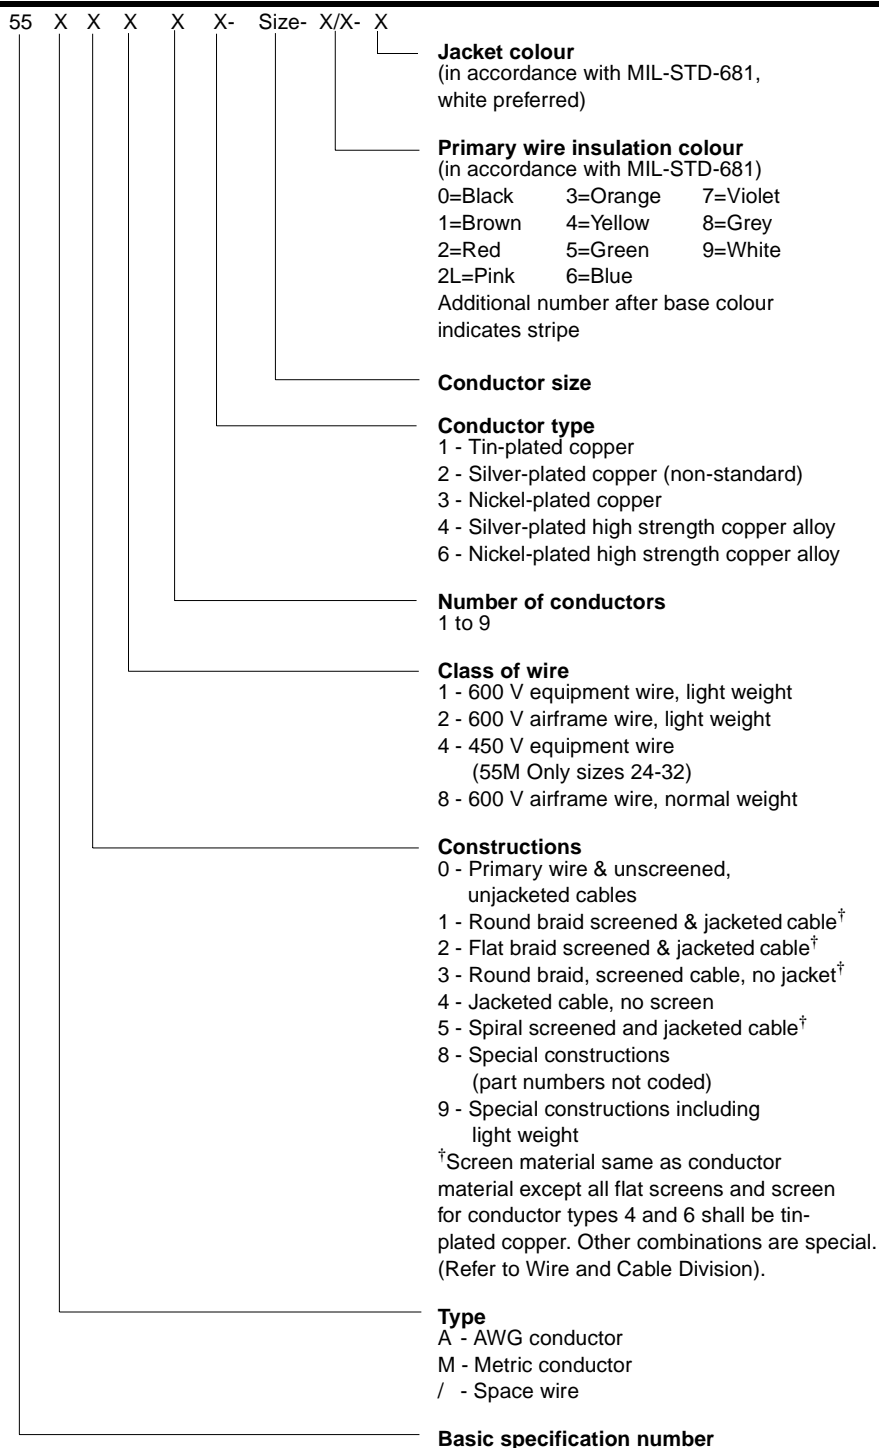 55 X X X X X- Size- X/X- X
Jacket colour
(in accordance with MIL-STD-681,
white preferred)
Primary wire insulation colour
(in accordance with MIL-STD-681)
0=Black 3=Orange 7=Violet
1=Brown 4=Yellow 8=Grey
2=Red 5=Green 9=White
2L=Pink 6=Blue
Additional number after base colour
indicates stripe
Conductor size
Conductor type
1 - Tin-plated copper
2 - Silver-plated copper (non-standard)
3 - Nickel-plated copper
4 - Silver-plated high strength copper alloy
6 - Nickel-plated high strength copper alloy
Number of conductors
1 to 9
Class of wire
1 - 600 V equipment wire, light weight
2 - 600 V airframe wire, light weight
4 - 450 V equipment wire
(55M Only sizes 24-32)
8 - 600 V airframe wire, normal weight
Constructions
0 - Primary wire & unscreened,
unjacketed cables
1 - Round braid screened & jacketed cable†
2 - Flat braid screened & jacketed cable†
3 - Round braid, screened cable, no jacket†
4 - Jacketed cable, no screen
5 - Spiral screened and jacketed cable†
8 - Special constructions
(part numbers not coded)
9 - Special constructions including
light weight
†Screen material same as conductor
material except all flat screens and screen
for conductor types 4 and 6 shall be tin-
plated copper. Other combinations are special.
(Refer to Wire and Cable Division).
Type
A - AWG conductor
M - Metric conductor
/ - Space wire
Basic specification number